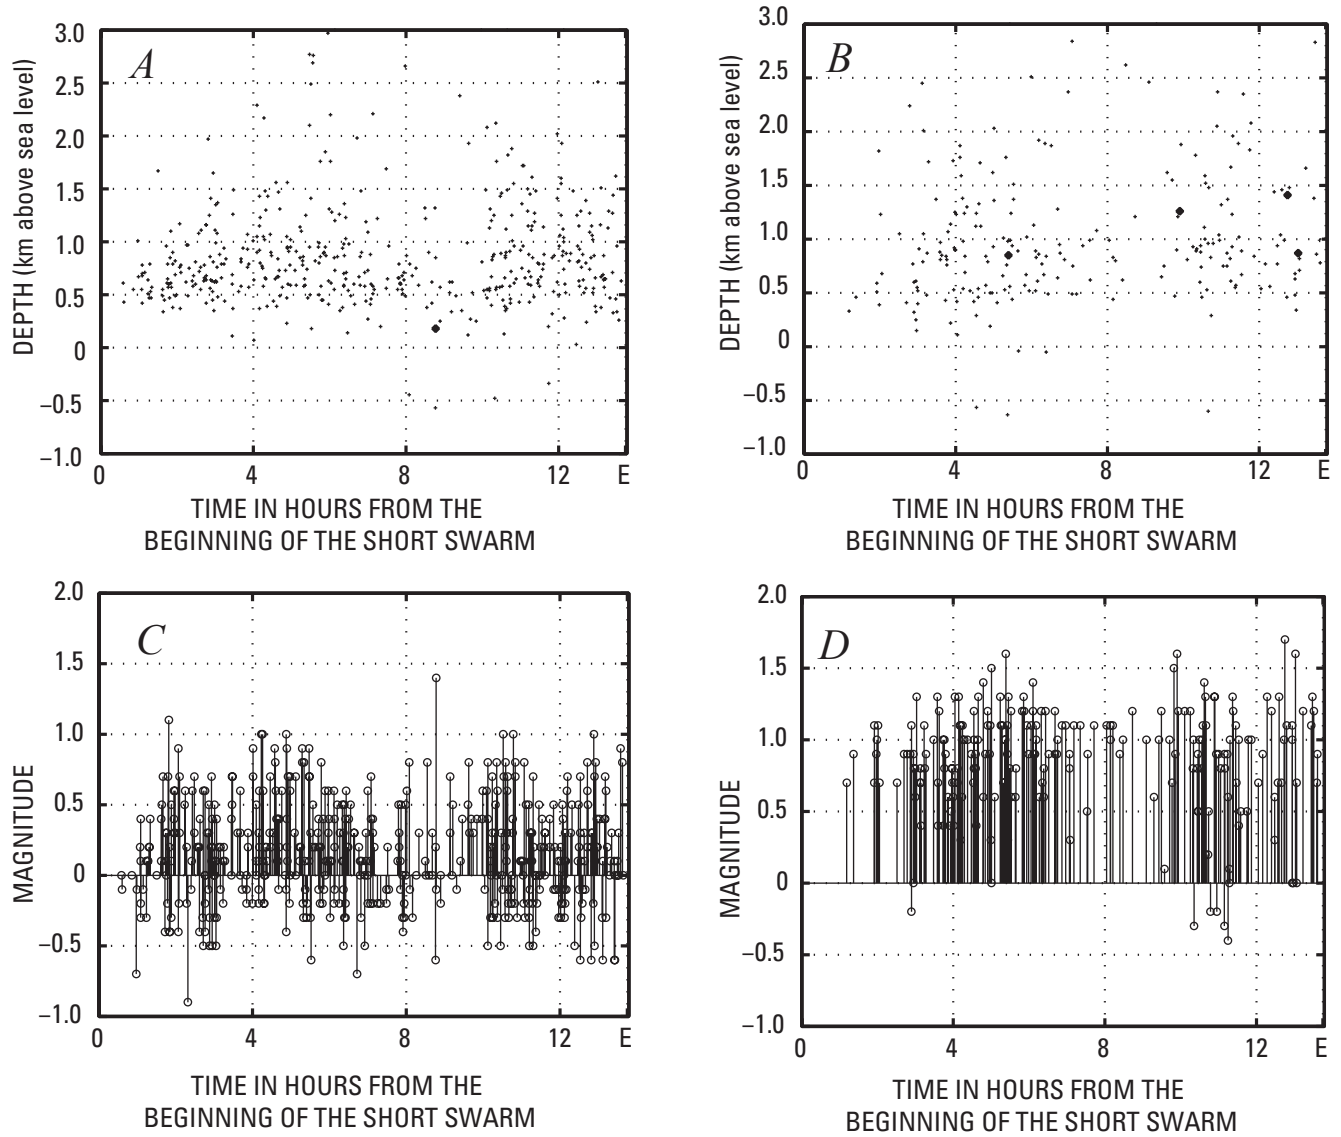 A
DEPTH (km above sea level)
3.0
2.5
2.0
1.5
1.0
0.5
0
–0.5
–1.0
0 4 8 12 E
TIME IN HOURS FROM THE
BEGINNING OF THE SHORT SWARM
B
DEPTH (km above sea level)
3.0
2.5
2.0
1.5
1.0
0.5
0
–0.5
–1.0
0 4 8 12 E
TIME IN HOURS FROM THE
BEGINNING OF THE SHORT SWARM
C
MAGNITUDE
2.0
1.5
1.0
0.5
0
–0.5
–1.0
0 4 8 12 E
TIME IN HOURS FROM THE
BEGINNING OF THE SHORT SWARM
D
MAGNITUDE
2.0
1.5
1.0
0.5
0
–0.5
–1.0
0 4 8 12 E
TIME IN HOURS FROM THE
BEGINNING OF THE SHORT SWARM